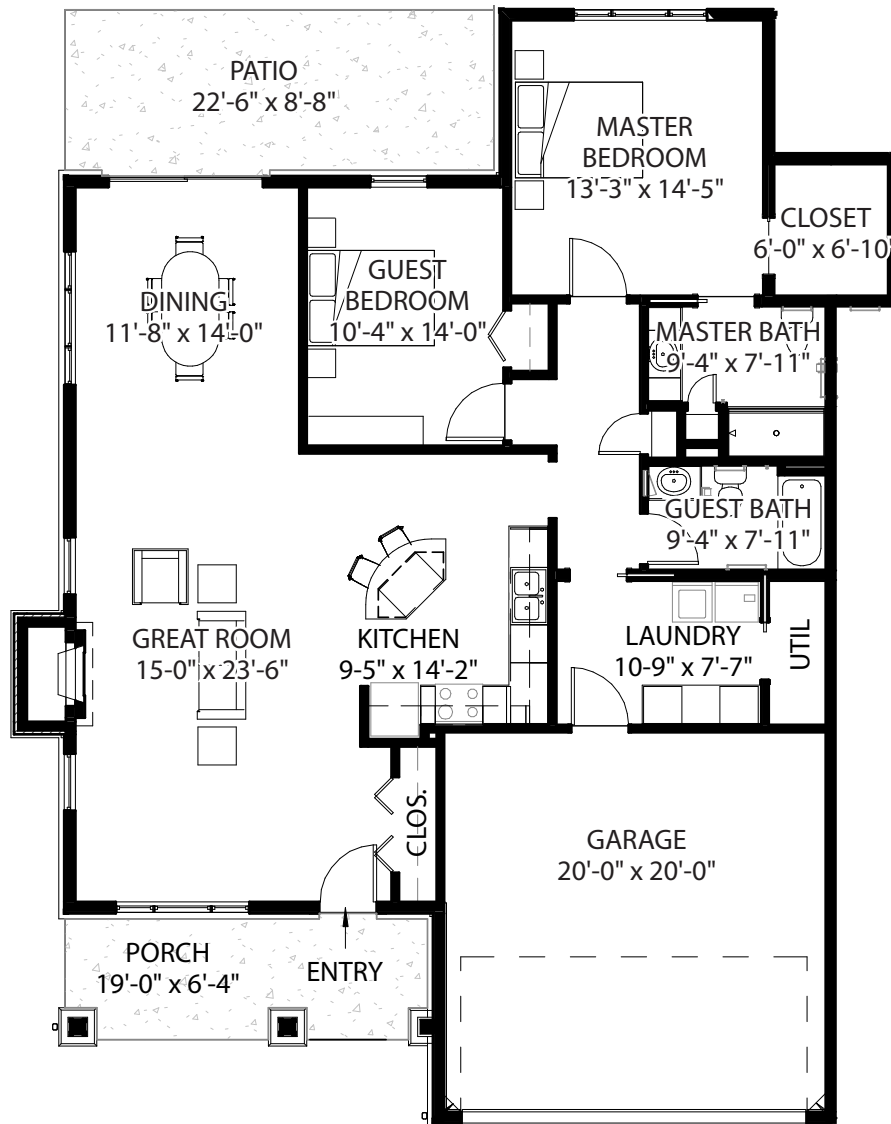 PATIO
22'-6" x 8'-8"
MASTER
BEDROOM
13'-3" x 14'-5"
CLOSET
6'-0" x 6'-10"
GUEST
BEDROOM
10'-4" x 14'-0"
DINING
11'-8" x 14'-0"
MASTER BATH
9'-4" x 7'-11"
GUEST BATH
9'-4" x 7'-11"
GREAT ROOM
15-0" x 23'-6"
KITCHEN
9-5" x 14'-2"
LAUNDRY
10-9" x 7'-7"
UTIL
CLOS.
GARAGE
20'-0" x 20'-0"
PORCH
19'-0" x 6'-4"
ENTRY